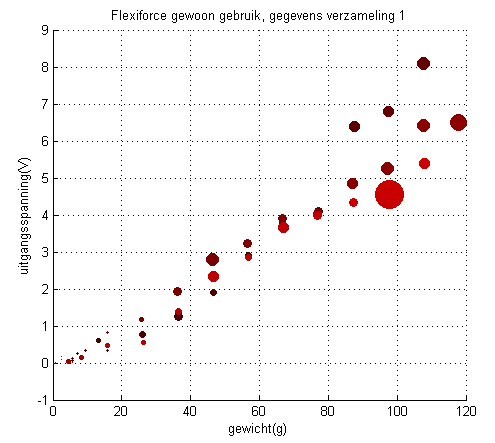 Flexiforce gewoon gebruik, gegevens verzameling 1
uitgangsspanning(V)
9
8
7
6
5
4
3
2
1
0
-1
0 20 40 60 80 100 120
gewicht(g)